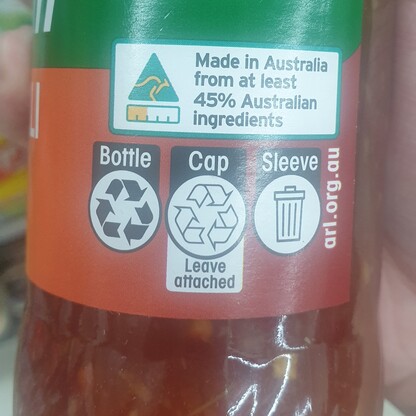 Made in Australia
from at least
45% Australian
ingredients
Bottle
Cap
Sleeve
Leave
attached
arl.org.au